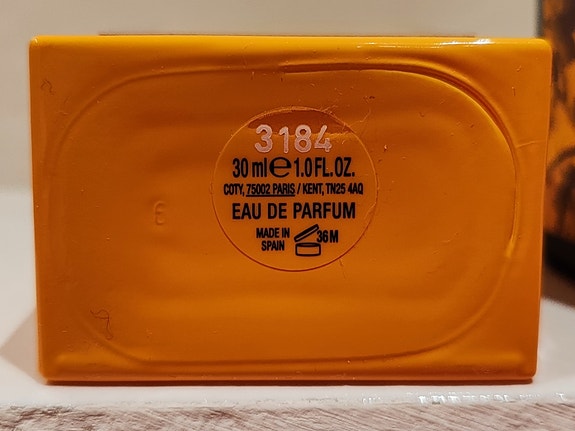 3184
30 ml ℮ 1.0 FL. OZ.
COTY, 75002 PARIS / KENT, TN25 4AQ
EAU DE PARFUM
MADE IN
SPAIN
36 M